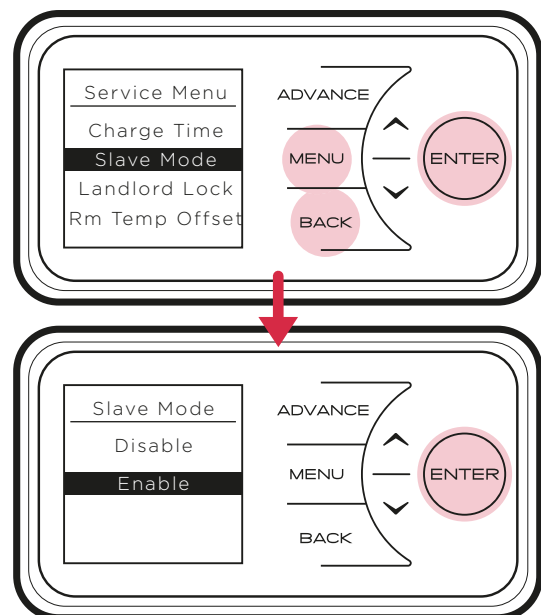 Service Menu
Charge Time
Slave Mode
Landlord Lock
Rm Temp Offset
ADVANCE
MENU
BACK
ENTER
Slave Mode
Disable
Enable
ADVANCE
MENU
BACK
ENTER